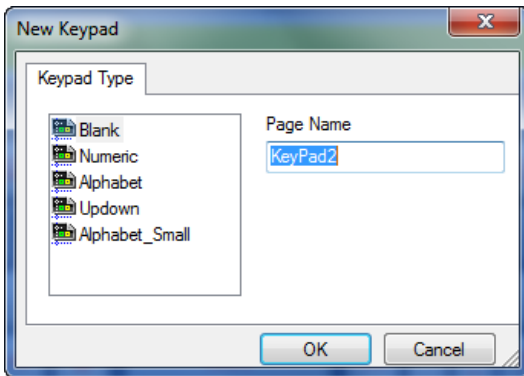 New Keypad
Keypad Type
Blank
Numeric
Alphabet
Updown
Alphabet_Small
Page Name
KeyPad2
OK
Cancel